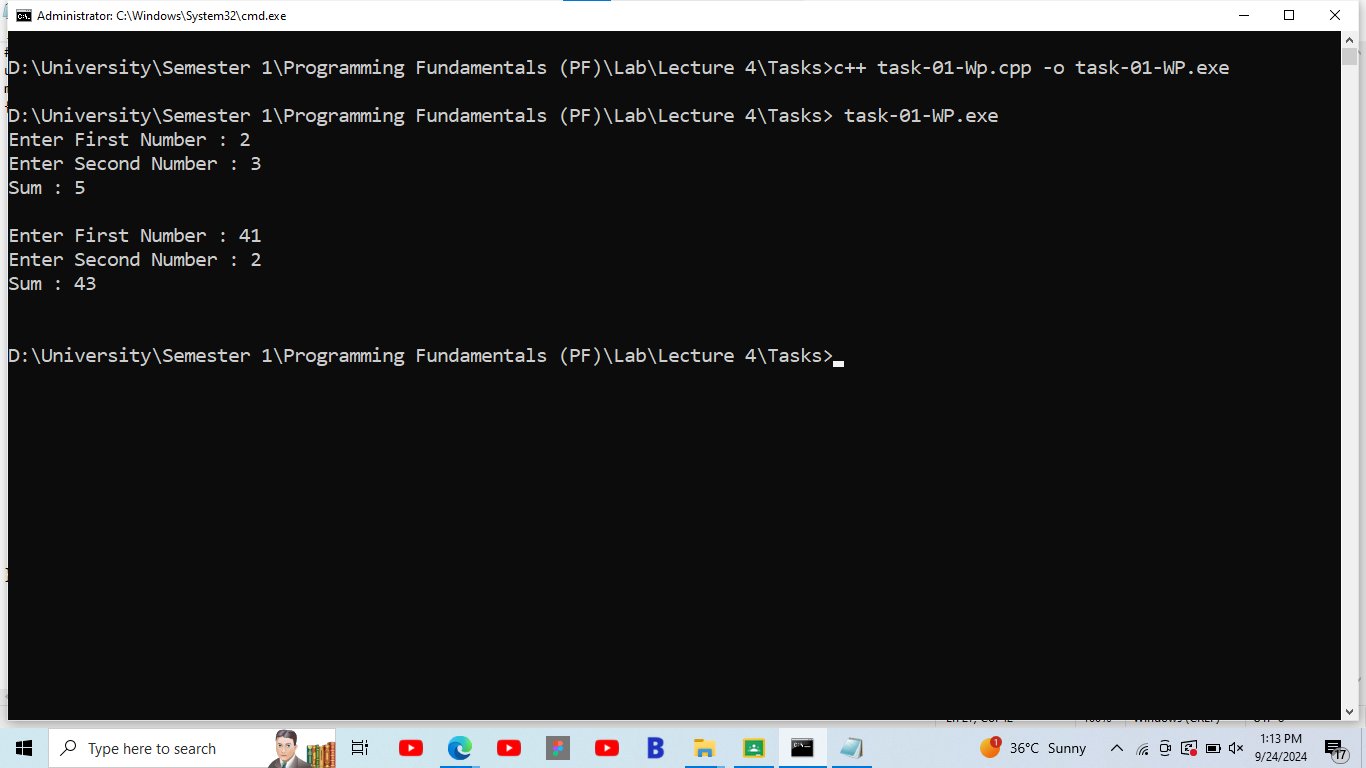 Administrator: C:\Windows\System32\cmd.exe
D:\University\Semester 1\Programming Fundamentals (PF)\Lab\Lecture 4\Tasks>c++ task-01-Wp.cpp -o task-01-WP.exe
D:\University\Semester 1\Programming Fundamentals (PF)\Lab\Lecture 4\Tasks> task-01-WP.exe
Enter First Number : 2
Enter Second Number : 3
Sum : 5
Enter First Number : 41
Enter Second Number : 2
Sum : 43
D:\University\Semester 1\Programming Fundamentals (PF)\Lab\Lecture 4\Tasks>
Type here to search
B
1
36°C Sunny
1:13 PM
9/24/2024
17